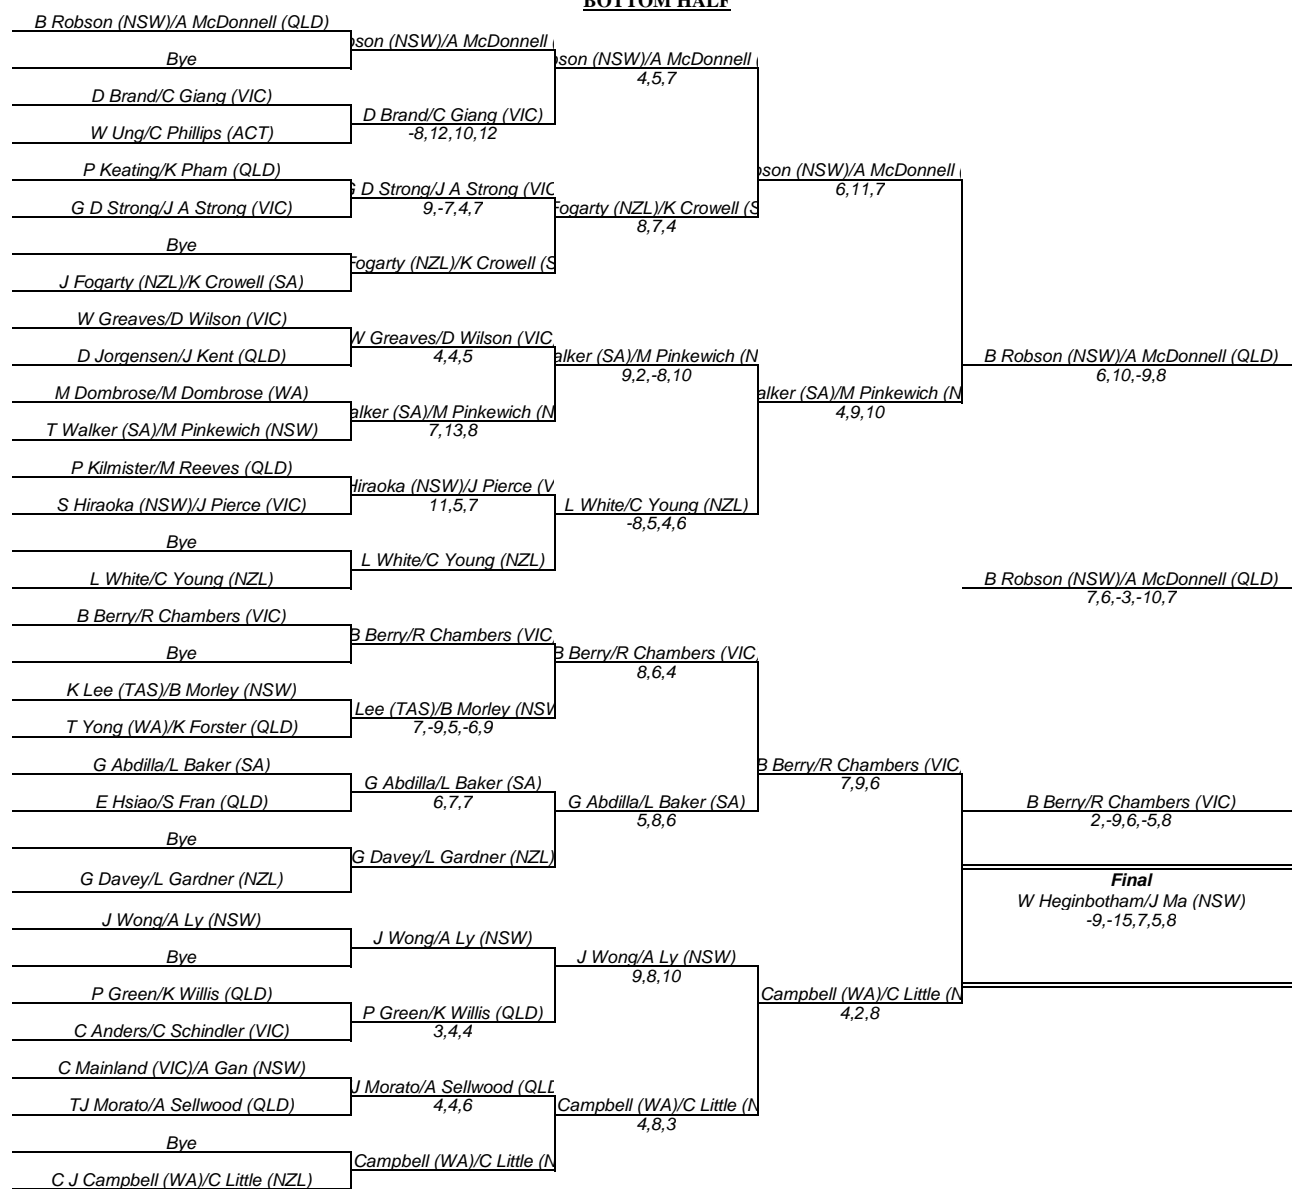 BOTTOM HALF
B Robson (NSW)/A McDonnell (QLD)
Bye
D Brand/C Giang (VIC)
W Ung/C Phillips (ACT)
P Keating/K Pham (QLD)
G D Strong/J A Strong (VIC)
Bye
J Fogarty (NZL)/K Crowell (SA)
W Greaves/D Wilson (VIC)
D Jorgensen/J Kent (QLD)
M Dombrose/M Dombrose (WA)
T Walker (SA)/M Pinkewich (NSW)
P Kilmister/M Reeves (QLD)
S Hiraoka (NSW)/J Pierce (VIC)
Bye
L White/C Young (NZL)
B Berry/R Chambers (VIC)
Bye
K Lee (TAS)/B Morley (NSW)
T Yong (WA)/K Forster (QLD)
G Abdilla/L Baker (SA)
E Hsiao/S Fran (QLD)
Bye
G Davey/L Gardner (NZL)
J Wong/A Ly (NSW)
Bye
P Green/K Willis (QLD)
C Anders/C Schindler (VIC)
C Mainland (VIC)/A Gan (NSW)
TJ Morato/A Sellwood (QLD)
Bye
C J Campbell (WA)/C Little (NZL)
bson (NSW)/A McDonnell (
D Brand/C Giang (VIC)
-8,12,10,12
G D Strong/J A Strong (VIC
9,-7,4,7
Fogarty (NZL)/K Crowell (S
W Greaves/D Wilson (VIC
4,4,5
alker (SA)/M Pinkewich (N
7,13,8
Hiraoka (NSW)/J Pierce (V
11,5,7
L White/C Young (NZL)
B Berry/R Chambers (VIC
Lee (TAS)/B Morley (NSW
7,-9,5,-6,9
G Abdilla/L Baker (SA)
6,7,7
G Davey/L Gardner (NZL)
J Wong/A Ly (NSW)
P Green/K Willis (QLD)
3,4,4
J Morato/A Sellwood (QLD
4,4,6
Campbell (WA)/C Little (N
bson (NSW)/A McDonnell (
4,5,7
Fogarty (NZL)/K Crowell (S
8,7,4
alker (SA)/M Pinkewich (N
9,2,-8,10
L White/C Young (NZL)
-8,5,4,6
B Berry/R Chambers (VIC
8,6,4
G Abdilla/L Baker (SA)
5,8,6
J Wong/A Ly (NSW)
9,8,10
Campbell (WA)/C Little (N
4,8,3
bson (NSW)/A McDonnell (
6,11,7
alker (SA)/M Pinkewich (N
4,9,10
B Berry/R Chambers (VIC
7,9,6
Campbell (WA)/C Little (N
4,2,8
B Robson (NSW)/A McDonnell (QLD)
6,10,-9,8
B Robson (NSW)/A McDonnell (QLD)
7,6,-3,-10,7
B Berry/R Chambers (VIC)
2,-9,6,-5,8
Final
W Heginbotham/J Ma (NSW)
-9,-15,7,5,8